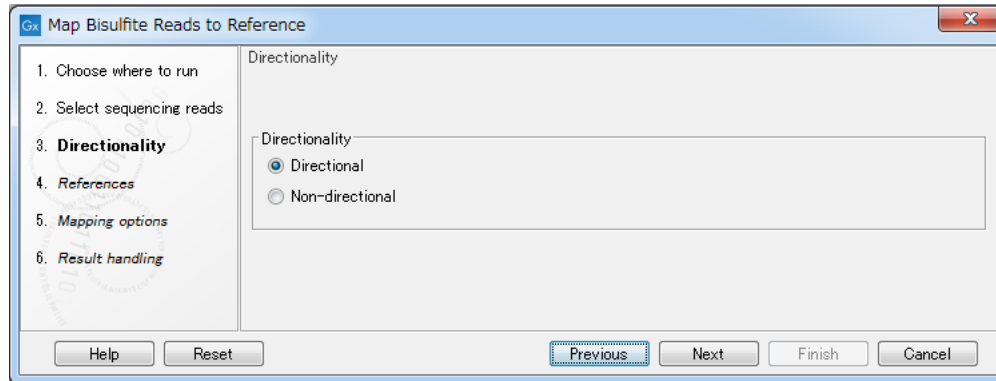 Gx Map Bisulfite Reads to Reference
1. Choose where to run
2. Select sequencing reads
3. Directionality
4. References
5. Mapping options
6. Result handling
Directionality
Directionality
Directional
Non-directional
Help Reset Previous Next Finish Cancel